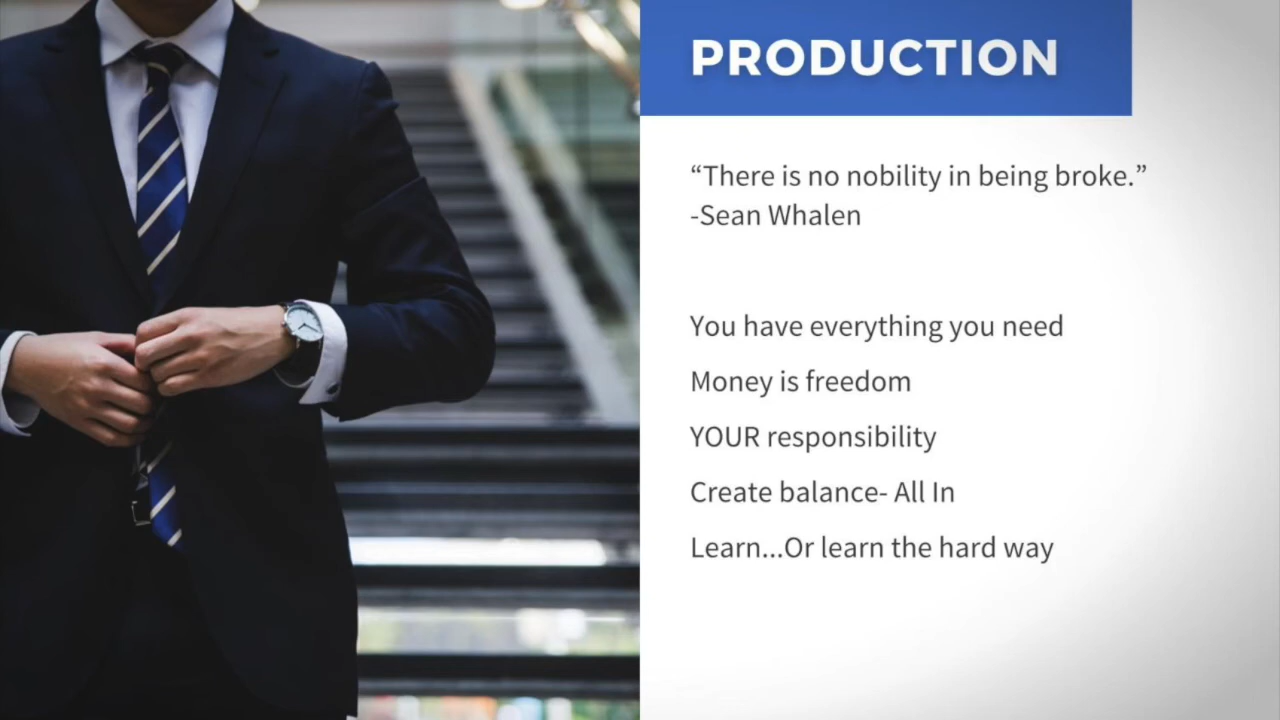 PRODUCTION
“There is no nobility in being broke.”
-Sean Whalen
You have everything you need
Money is freedom
YOUR responsibility
Create balance- All In
Learn...Or learn the hard way